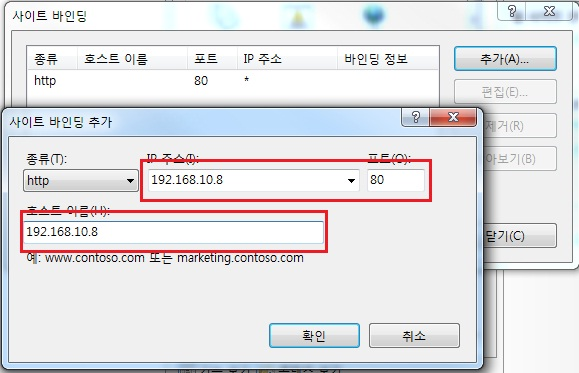 사이트 바인딩
종류 호스트 이름 포트 IP 주소 바인딩 정보
http 80 *
추가(A)...
편집(E)...
제거(R)
아보기(B)
닫기(C)
사이트 바인딩 추가
종류(T): IP 주소(I): 포트(O):
http 192.168.10.8 80
호스트 이름(H):
192.168.10.8
예: www.contoso.com 또는 marketing.contoso.com
확인 취소